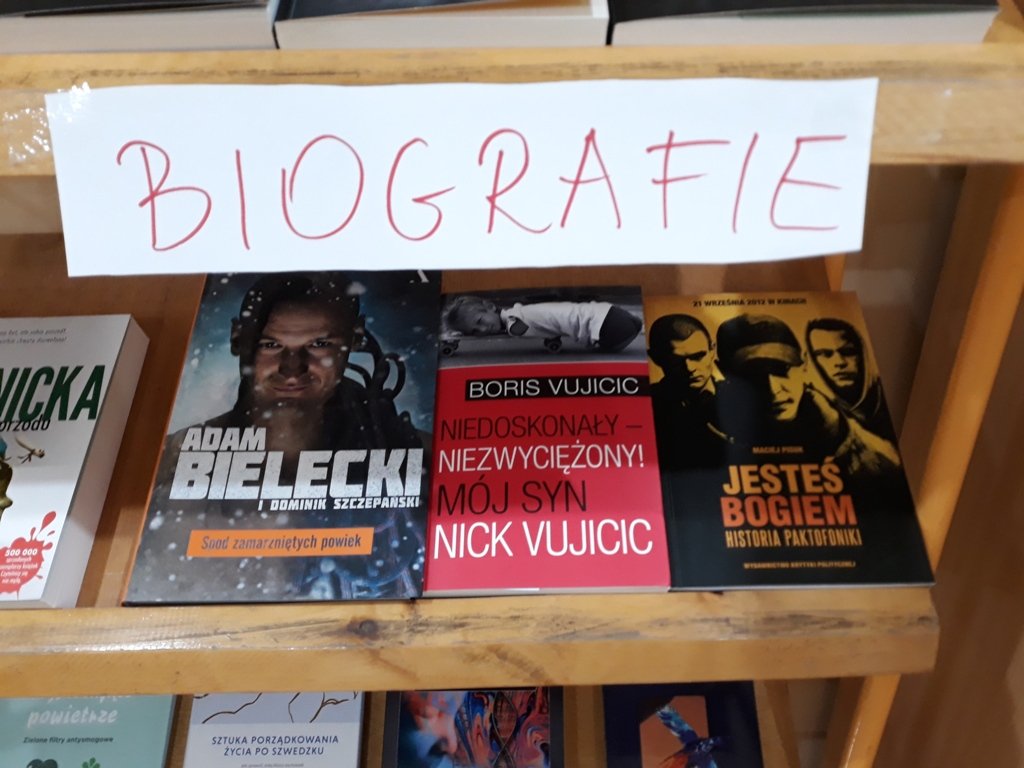 BIOGRAFIE
NICKA
ADAM
BIELECKI
I DOMINIK SZCZEPAŃSKI
Spod zamarzniętych powiek
BORIS VUJICIC
NIEDOSKONAŁY –
NIEZWYCIĘŻONY!
MÓJ SYN
NICK VUJICIC
21 WRZEŚNIA 2012 W KINACH
MACIEJ PISUK
JESTEŚ
BOGIEM
HISTORIA PAKTOFONIKI
WYDAWNICTWO KRYTYKI POLITYCZNEJ
500 000
powietrze
Zielone filtry antysmogowe
SZTUKA PORZĄDKOWANIA
ŻYCIA PO SZWEDZKU